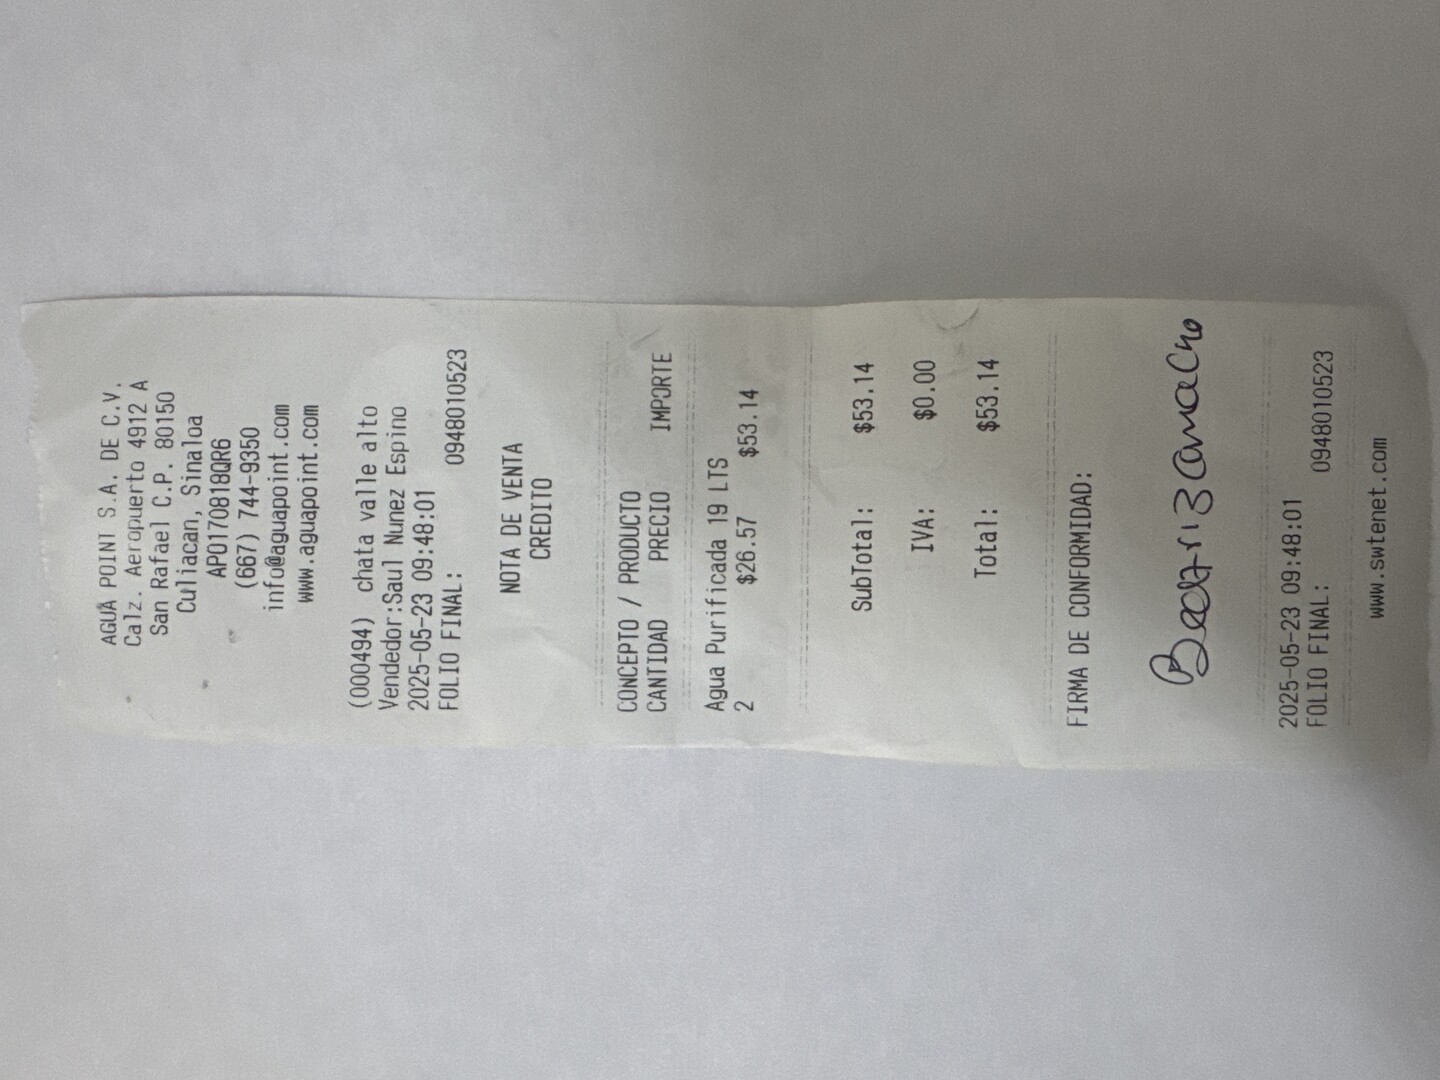 AGUA POINT S.A. DE C.V.
Calz. Aeropuerto 4912 A
San Rafael C.P. 80150
Culiacan, Sinaloa
APO170818QR6
(667) 744-9350
info@aguapoint.com
www.aguapoint.com
(000494) chata valle alto
Vendedor:Saul Nunez Espino
2025-05-23 09:48:01
FOLIO FINAL: 0948010523
NOTA DE VENTA
CREDITO
CONCEPTO / PRODUCTO
CANTIDAD PRECIO IMPORTE
Agua Purificada 19 LTS
2 $26.57 $53.14
SubTotal: $53.14
IVA: $0.00
Total: $53.14
FIRMA DE CONFORMIDAD:
Beatriz Camacho
2025-05-23 09:48:01
FOLIO FINAL: 0948010523
www.swtenet.com